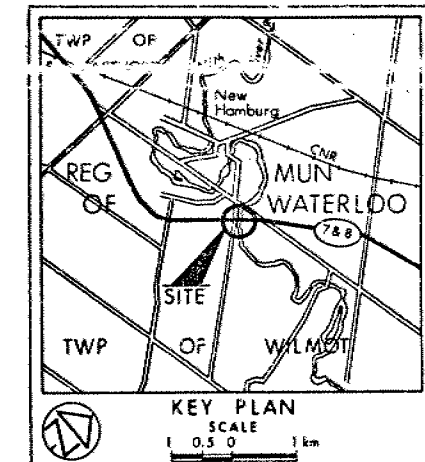 TWP OF
New
Hamburg
CNR
REG MUN
OF WATERLOO
7 & 8
SITE
TWP OF WILMOT
KEY PLAN
SCALE
1 0.5 0 1 km